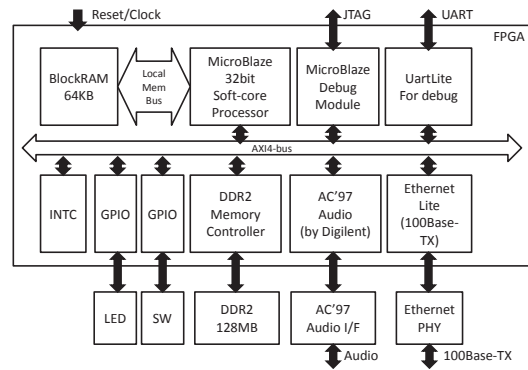 Reset/Clock
JTAG
UART
FPGA
BlockRAM
64KB
Local
Mem
Bus
MicroBlaze
32bit
Soft-core
Processor
MicroBlaze
Debug
Module
UartLite
For debug
AXI4-bus
INTC
GPIO
GPIO
DDR2
Memory
Controller
AC'97
Audio
(by Digilent)
Ethernet
Lite
(100Base-
TX)
LED
SW
DDR2
128MB
AC'97
Audio I/F
Ethernet
PHY
Audio
100Base-TX